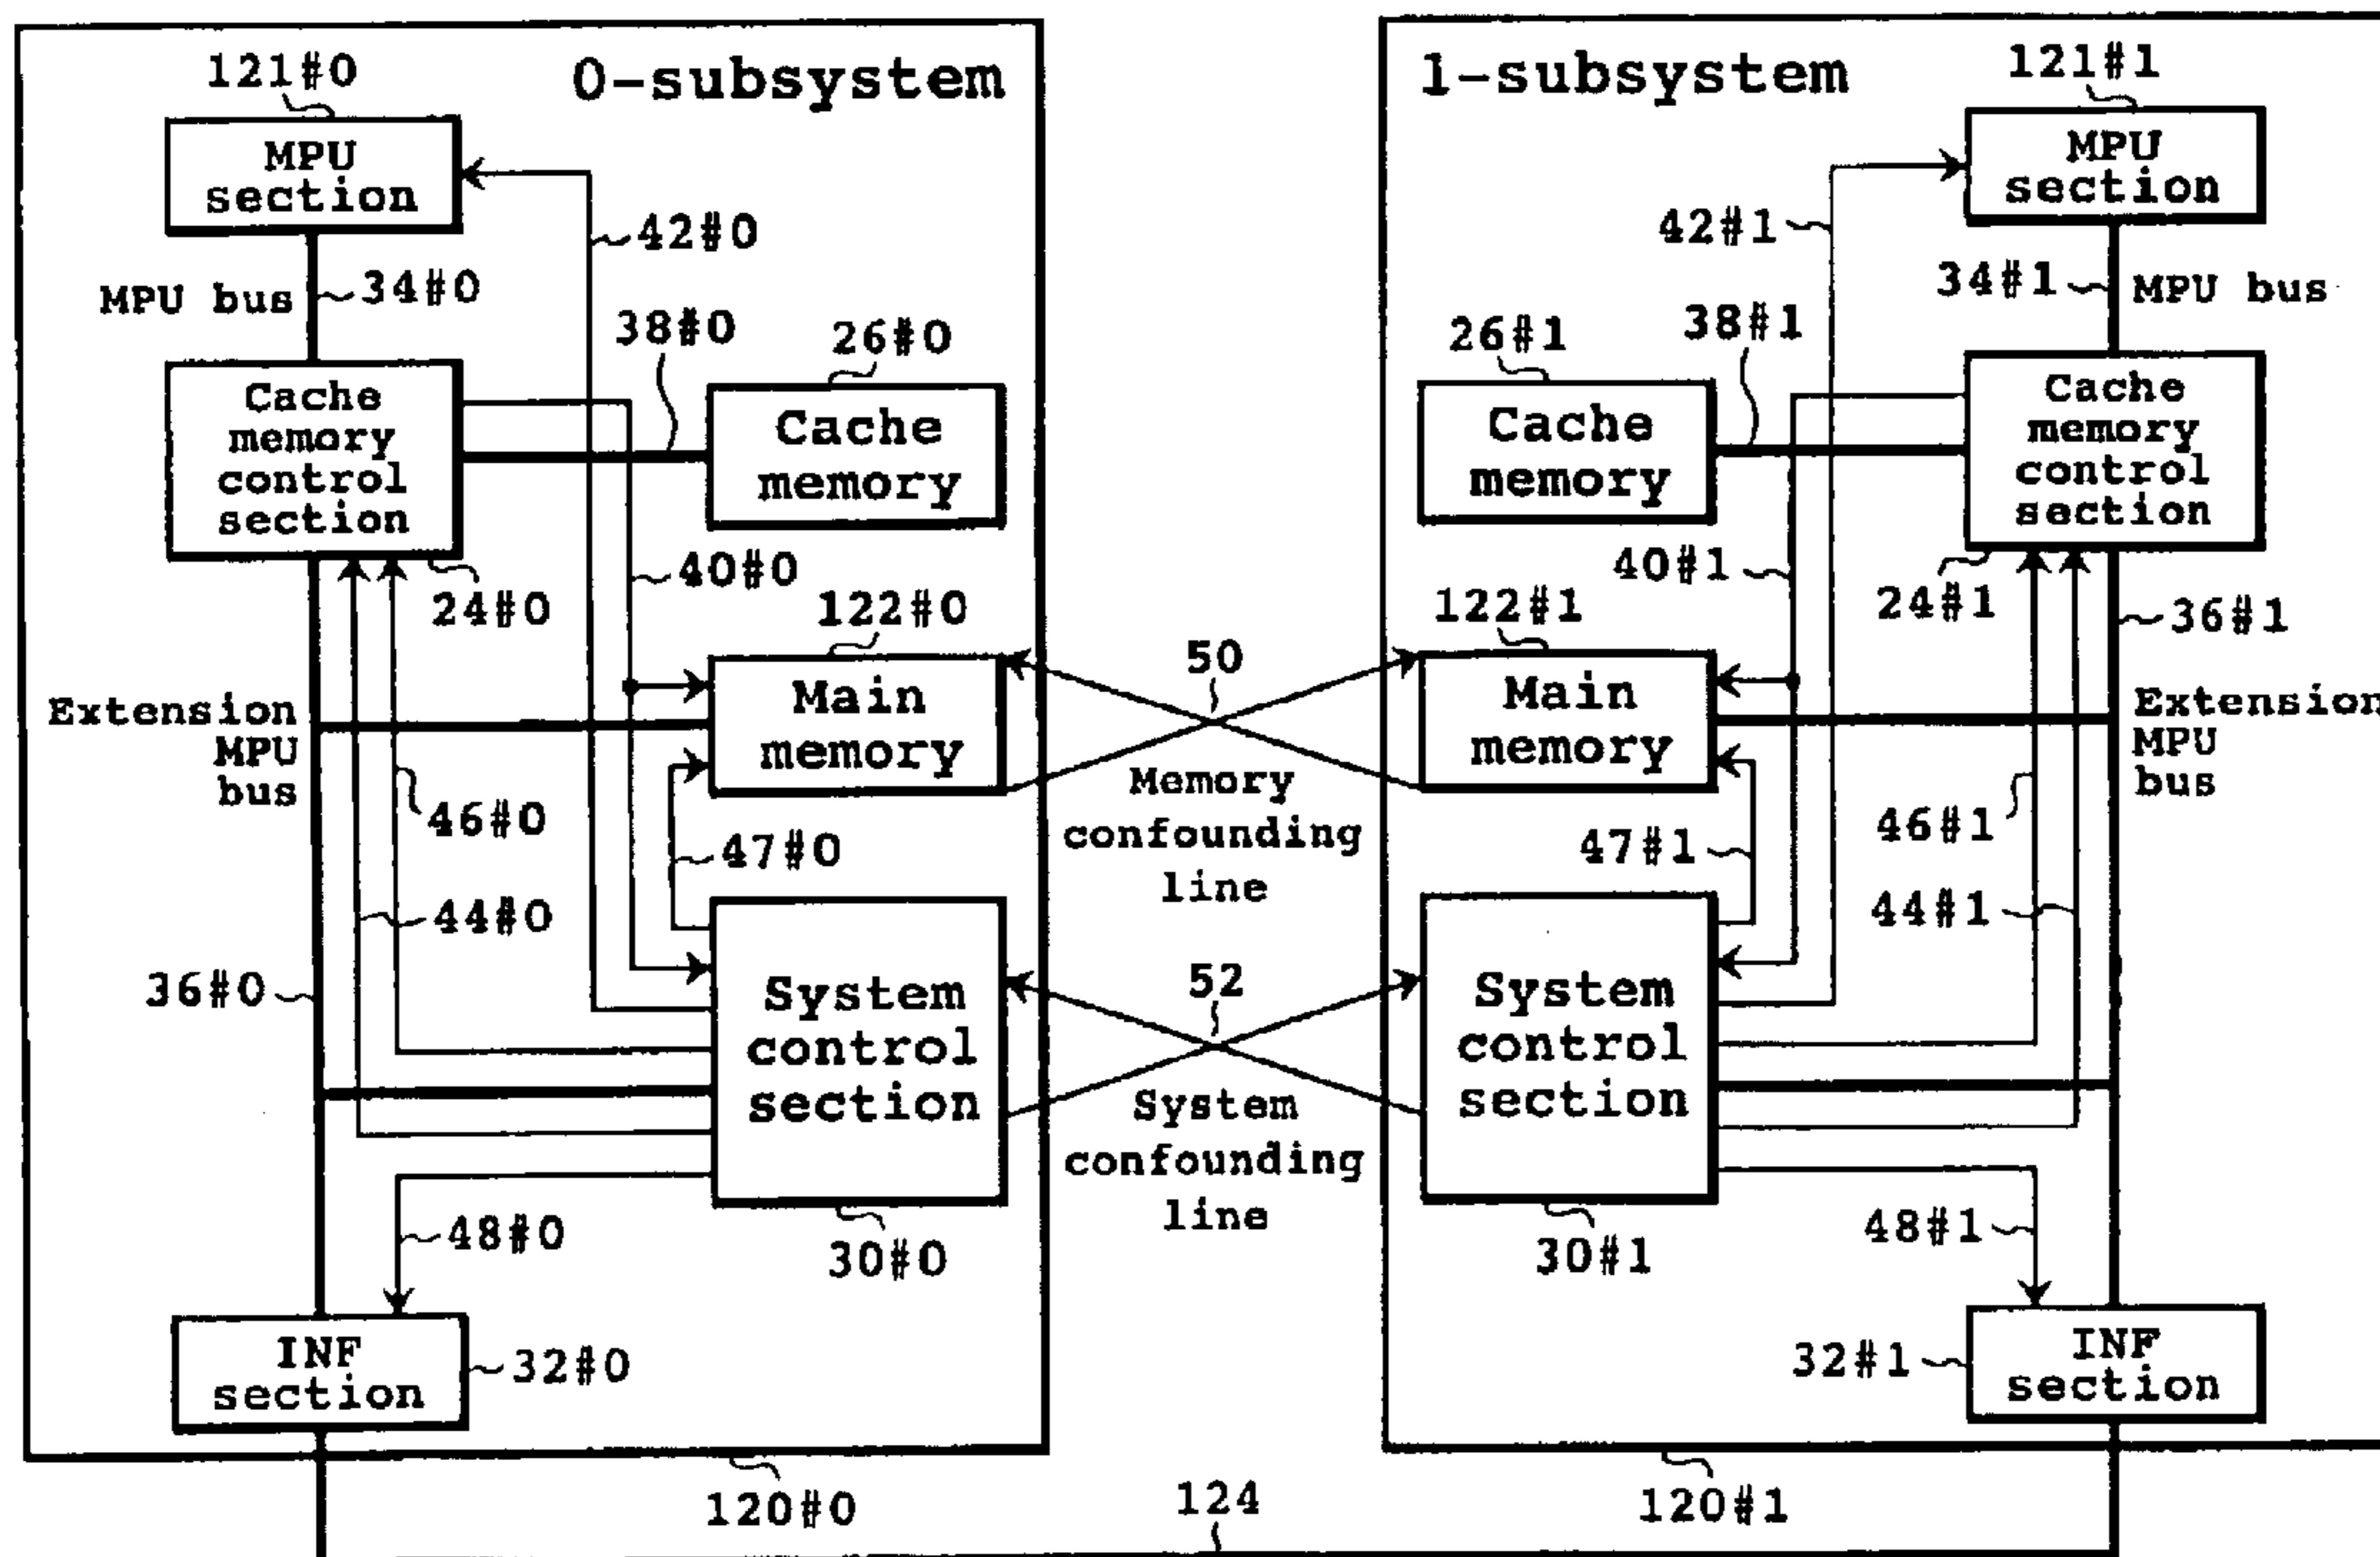 0-subsystem
121#0
MPU
section
42#0
MPU bus
34#0
38#0
26#0
Cache
memory
control
section
Cache
memory
40#0
24#0
122#0
Main
memory
Extension
MPU
bus
46#0
47#0
44#0
36#0
System
control
section
48#0
30#0
INF
section
32#0
120#0
50
Memory
confounding
line
52
System
confounding
line
124
1-subsystem
121#1
MPU
section
42#1
34#1
MPU bus
26#1
38#1
Cache
memory
Cache
memory
control
section
40#1
24#1
122#1
36#1
Main
memory
Extension
MPU
bus
46#1
47#1
44#1
System
control
section
48#1
30#1
INF
section
32#1
120#1